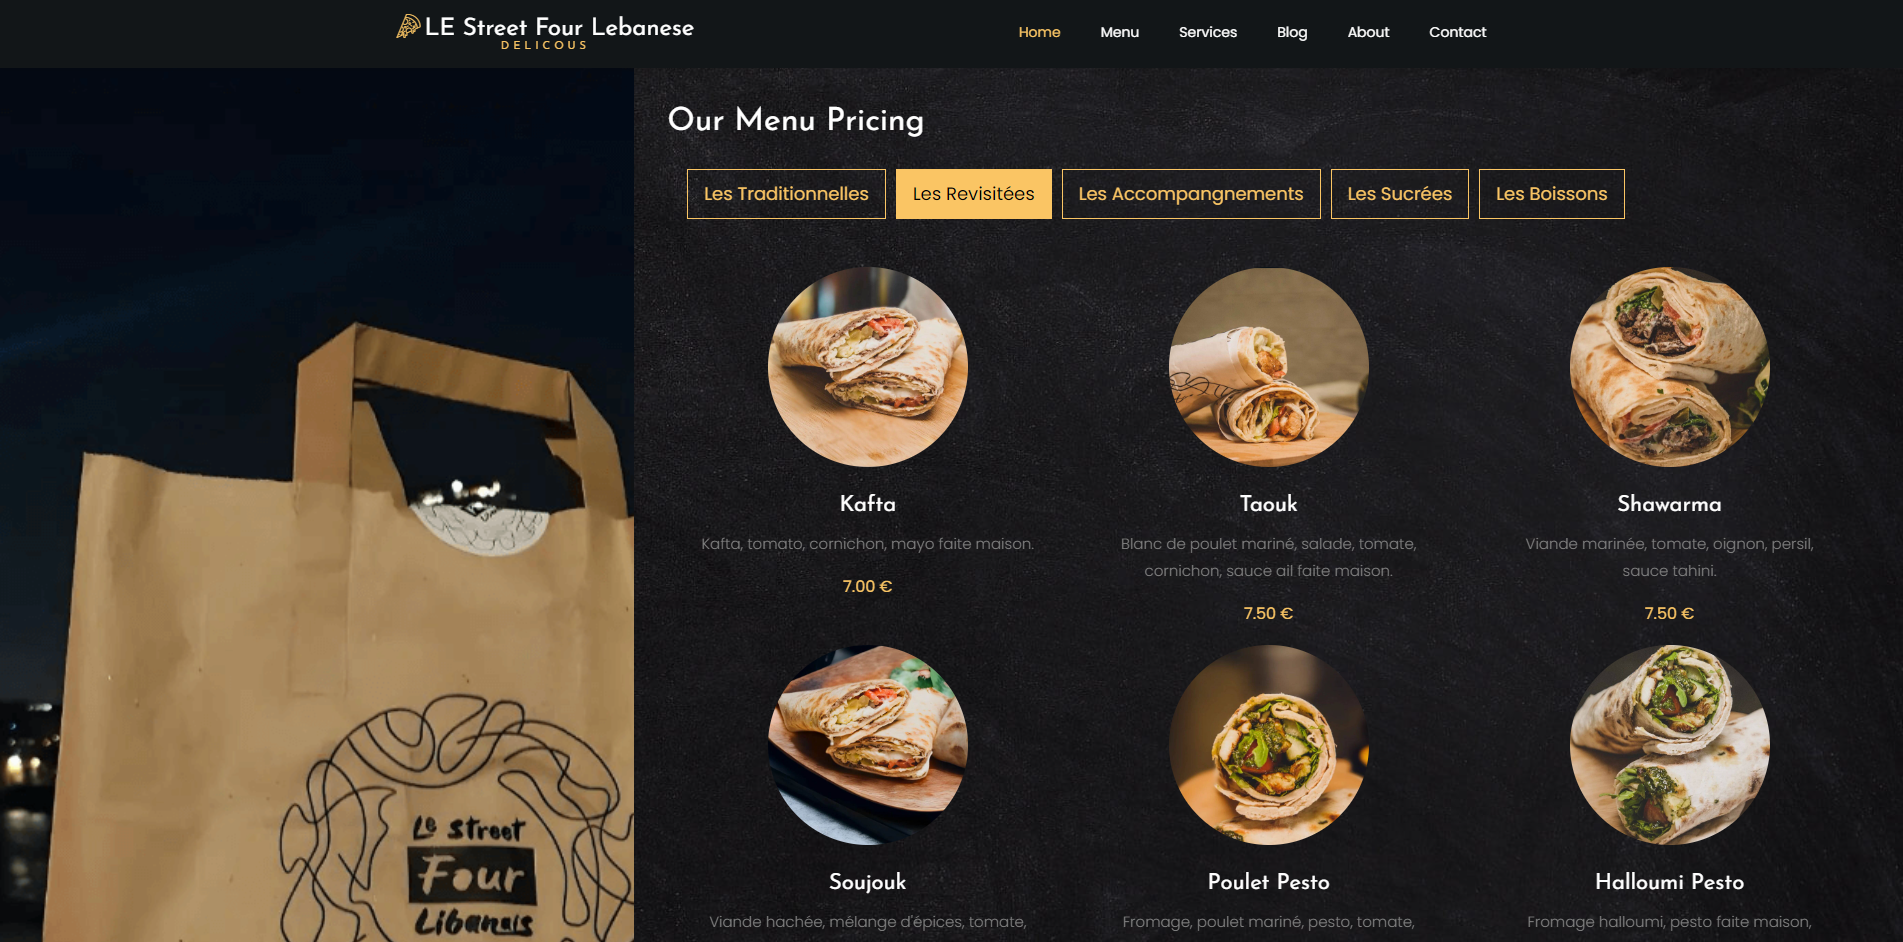 LE Street Four Lebanese
DELICOUS
Home Menu Services Blog About Contact
Our Menu Pricing
Les Traditionnelles Les Revisitées Les Accompangnements Les Sucrées Les Boissons
Kafta
Kafta, tomato, cornichon, mayo faite maison.
7.00 €
Taouk
Blanc de poulet mariné, salade, tomate,
cornichon, sauce ail faite maison.
7.50 €
Shawarma
Viande marinée, tomate, oignon, persil,
sauce tahini.
7.50 €
Soujouk
Viande hachée, mélange d'épices, tomate,
Poulet Pesto
Fromage, poulet mariné, pesto, tomate,
Halloumi Pesto
Fromage halloumi, pesto faite maison,
Le street
Four
Libanais